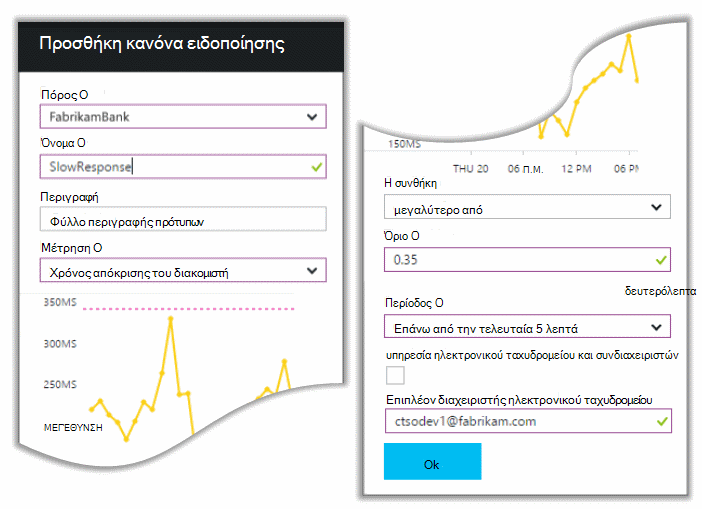 Προσθήκη κανόνα ειδοποίησης
Πόρος Ο
FabrikamBank
Όνομα Ο
SlowResponse
Περιγραφή
Φύλλο περιγραφής πρότυπων
Μέτρηση Ο
Χρόνος απόκρισης του διακομιστή
350MS
300MS
250MS
ΜΕΓΕΘΥΝΣΗ
150MS
THU 20 06 Π.Μ. 12 PM 06 PM
Η συνθήκη
μεγαλύτερο από
Όριο Ο
0.35
δευτερόλεπτα
Περίοδος Ο
Επάνω από την τελευταία 5 λεπτά
υπηρεσία ηλεκτρονικού ταχυδρομείου και συνδιαχειριστών
Επιπλέον διαχειριστής ηλεκτρονικού ταχυδρομείου
ctsodev1@fabrikam.com
Ok